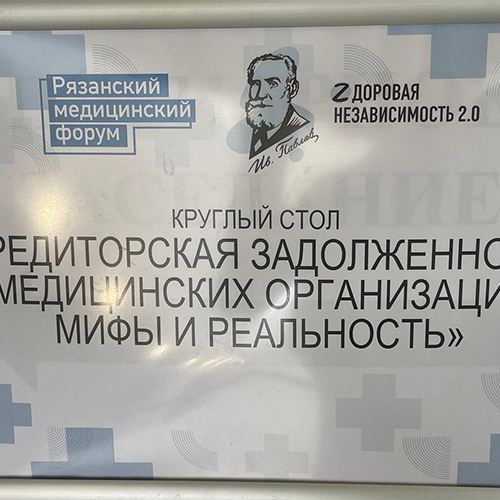 Рязанский
медицинский
форум
Ив. Павлов
ZДОРОВАЯ
НЕЗАВИСИМОСТЬ 2.0
КРУГЛЫЙ СТОЛ
РЕДИТОРСКАЯ ЗАДОЛЖЕННО
МЕДИЦИНСКИХ ОРГАНИЗАЦИ
МИФЫ И РЕАЛЬНОСТЬ»